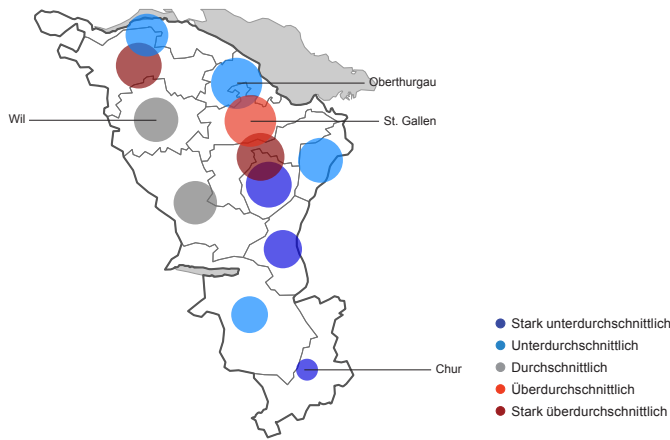 Oberthurgau
Wil
St. Gallen
Stark unterdurchschnittlich
Unterdurchschnittlich
Durchschnittlich
Chur
Überdurchschnittlich
Stark überdurchschnittlich